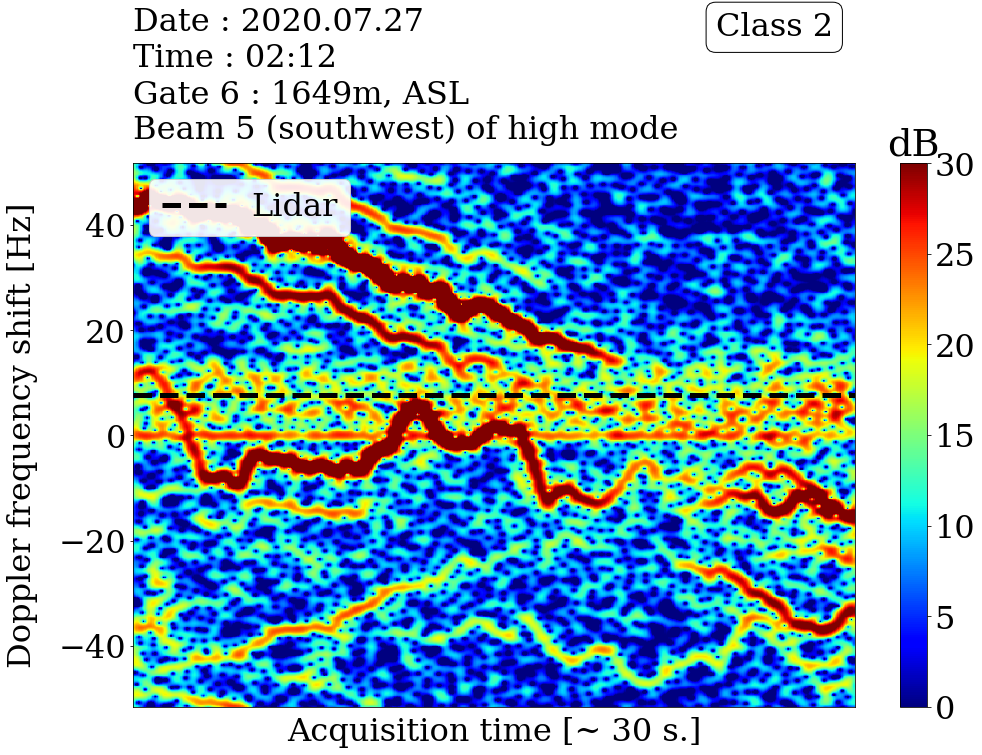 Date : 2020.07.27
Time : 02:12
Gate 6 : 1649m, ASL
Beam 5 (southwest) of high mode
Class 2
dB
Lidar
Doppler frequency shift [Hz]
40
20
0
−20
−40
30
25
20
15
10
5
0
Acquisition time [~ 30 s.]